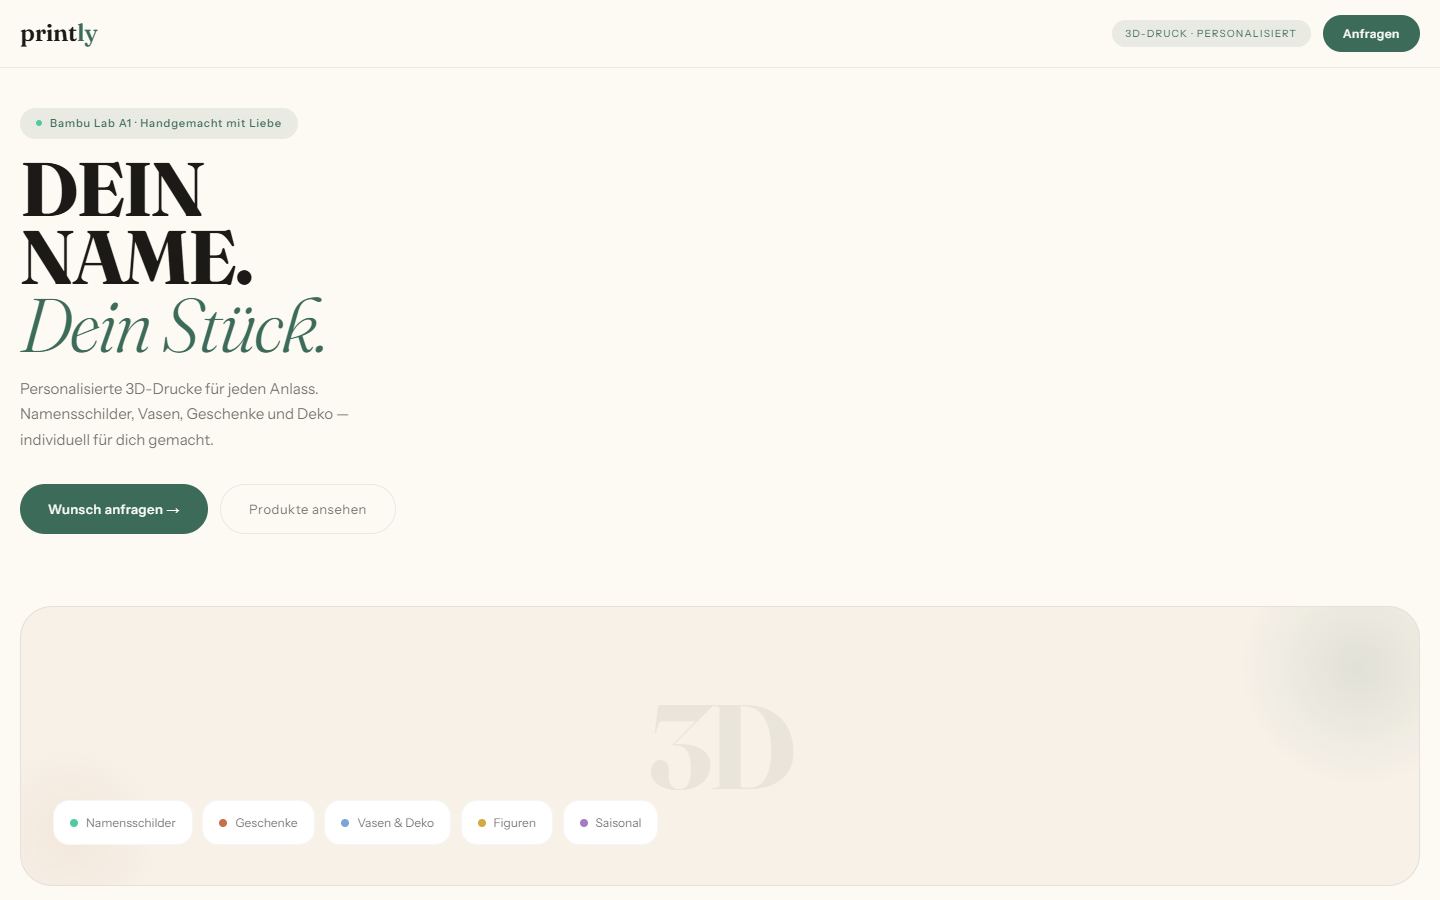 printly
3D-DRUCK · PERSONALISIERT
Anfragen
Bambu Lab A1 · Handgemacht mit Liebe
DEIN
NAME.
Dein Stück.
Personalisierte 3D-Drucke für jeden Anlass.
Namensschilder, Vasen, Geschenke und Deko —
individuell für dich gemacht.
Wunsch anfragen →
Produkte ansehen
3D
Namensschilder
Geschenke
Vasen & Deko
Figuren
Saisonal